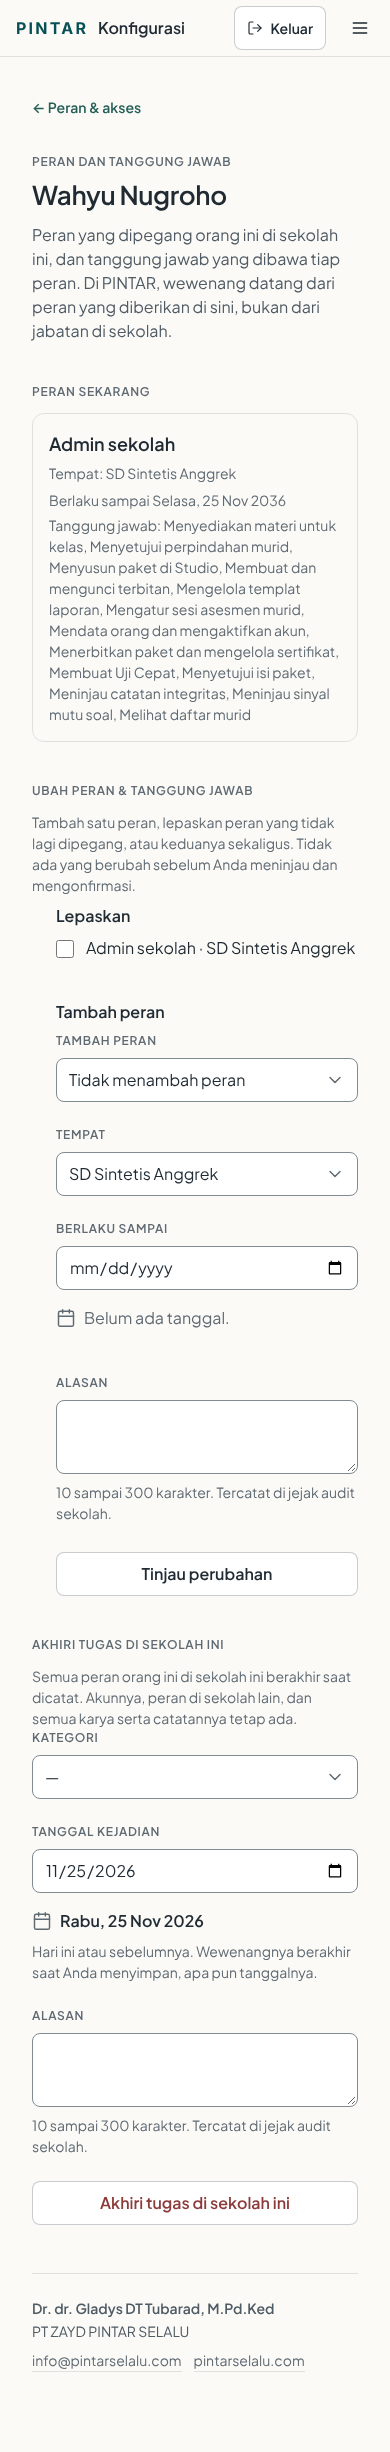 PINTAR Konfigurasi Keluar
← Peran & akses
PERAN DAN TANGGUNG JAWAB
Wahyu Nugroho
Peran yang dipegang orang ini di sekolah
ini, dan tanggung jawab yang dibawa tiap
peran. Di PINTAR, wewenang datang dari
peran yang diberikan di sini, bukan dari
jabatan di sekolah.
PERAN SEKARANG
Admin sekolah
Tempat: SD Sintetis Anggrek
Berlaku sampai Selasa, 25 Nov 2036
Tanggung jawab: Menyediakan materi untuk
kelas, Menyetujui perpindahan murid,
Menyusun paket di Studio, Membuat dan
mengunci terbitan, Mengelola templat
laporan, Mengatur sesi asesmen murid,
Mendata orang dan mengaktifkan akun,
Menerbitkan paket dan mengelola sertifikat,
Membuat Uji Cepat, Menyetujui isi paket,
Meninjau catatan integritas, Meninjau sinyal
mutu soal, Melihat daftar murid
UBAH PERAN & TANGGUNG JAWAB
Tambah satu peran, lepaskan peran yang tidak
lagi dipegang, atau keduanya sekaligus. Tidak
ada yang berubah sebelum Anda meninjau dan
mengonfirmasi.
Lepaskan
Admin sekolah · SD Sintetis Anggrek
Tambah peran
TAMBAH PERAN
Tidak menambah peran
TEMPAT
SD Sintetis Anggrek
BERLAKU SAMPAI
mm/dd/yyyy
Belum ada tanggal.
ALASAN
10 sampai 300 karakter. Tercatat di jejak audit
sekolah.
Tinjau perubahan
AKHIRI TUGAS DI SEKOLAH INI
Semua peran orang ini di sekolah ini berakhir saat
dicatat. Akunnya, peran di sekolah lain, dan
semua karya serta catatannya tetap ada.
KATEGORI
—
TANGGAL KEJADIAN
11/25/2026
Rabu, 25 Nov 2026
Hari ini atau sebelumnya. Wewenangnya berakhir
saat Anda menyimpan, apa pun tanggalnya.
ALASAN
10 sampai 300 karakter. Tercatat di jejak audit
sekolah.
Akhiri tugas di sekolah ini
Dr. dr. Gladys DT Tubarad, M.Pd.Ked
PT ZAYD PINTAR SELALU
info@pintarselalu.com pintarselalu.com